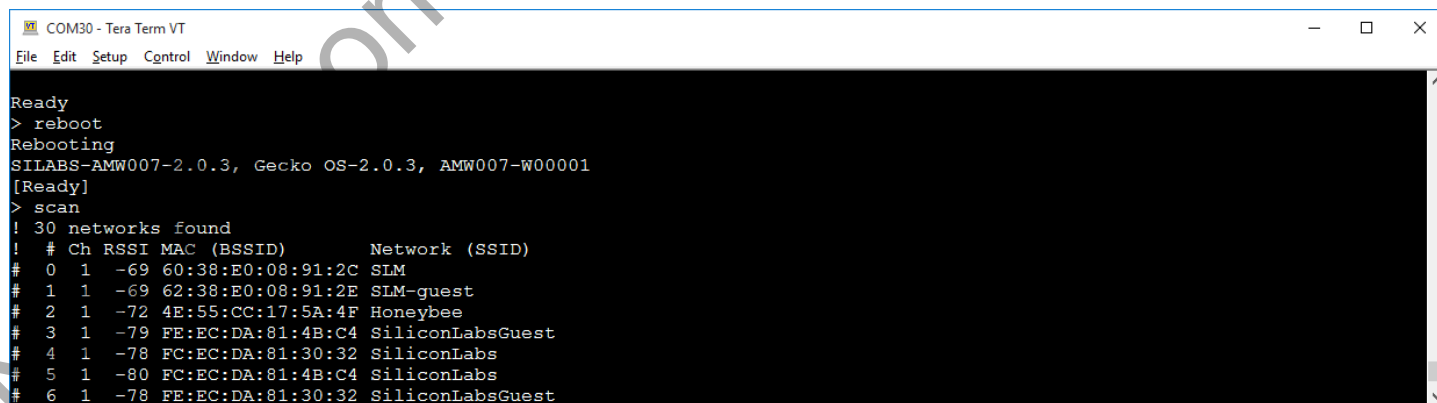 COM30 - Tera Term VT
File Edit Setup Control Window Help
Ready
> reboot
Rebooting
SILABS-AMW007-2.0.3, Gecko OS-2.0.3, AMW007-W00001
[Ready]
> scan
! 30 networks found
!  # Ch RSSI MAC (BSSID)        Network (SSID)
#  0  1  -69 60:38:E0:08:91:2C SLM
#  1  1  -69 62:38:E0:08:91:2E SLM-guest
#  2  1  -72 4E:55:CC:17:5A:4F Honeybee
#  3  1  -79 FE:EC:DA:81:4B:C4 SiliconLabsGuest
#  4  1  -78 FC:EC:DA:81:30:32 SiliconLabs
#  5  1  -80 FC:EC:DA:81:4B:C4 SiliconLabs
#  6  1  -78 FE:EC:DA:81:30:32 SiliconLabsGuest